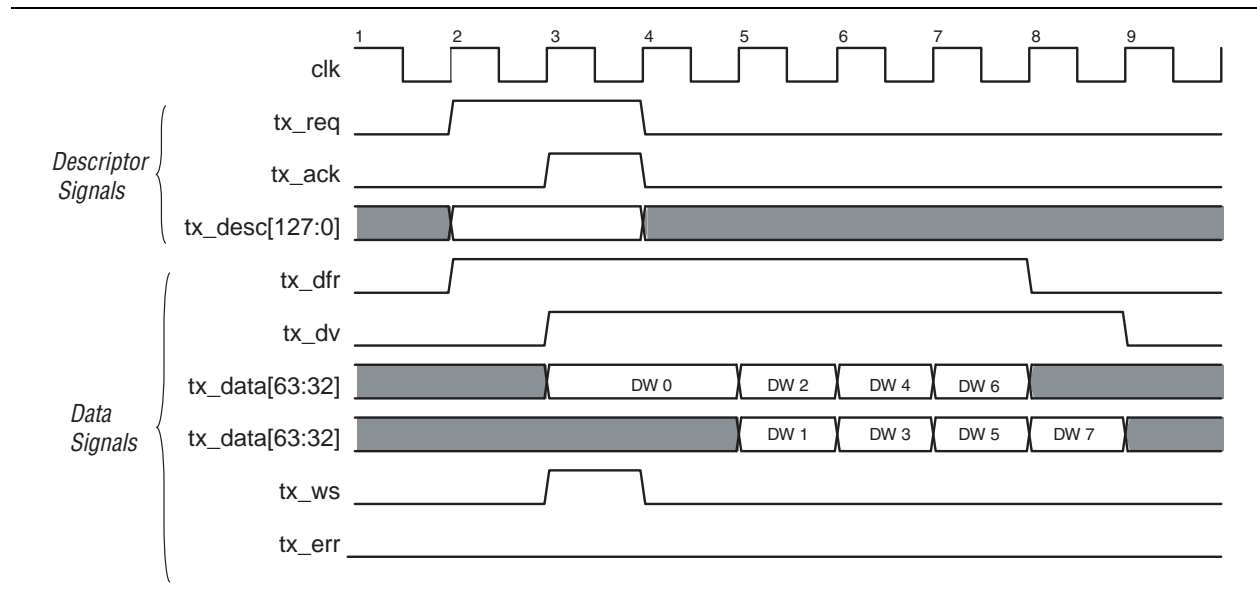 1 2 3 4 5 6 7 8 9
clk
tx_req
Descriptor
Signals
tx_ack
tx_desc[127:0]
tx_dfr
tx_dv
tx_data[63:32] DW 0 DW 2 DW 4 DW 6
Data
Signals
tx_data[63:32] DW 1 DW 3 DW 5 DW 7
tx_ws
tx_err